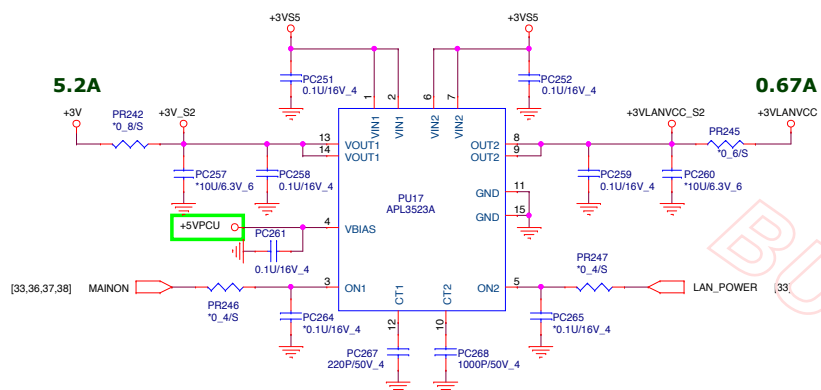 +3VS5
+3VS5
5.2A
0.67A
PC251
0.1U/16V_4
PC252
0.1U/16V_4
+3V
PR242
*0_8/S
+3V_S2
1
2
6
7
VIN1
VIN1
VIN2
VIN2
+3VLANVCC_S2
PR245
*0_6/S
+3VLANVCC
13
14
VOUT1
VOUT1
OUT2
OUT2
8
9
PC257
*10U/6.3V_6
PC258
0.1U/16V_4
PU17
APL3523A
PC259
0.1U/16V_4
PC260
*10U/6.3V_6
GND
11
GND
15
+5VPCU
PC261
0.1U/16V_4
4
VBIAS
[33,36,37,38]
MAINON
PR246
*0_4/S
3
ON1
ON2
5
PR247
*0_4/S
LAN_POWER
[33]
PC264
*0.1U/16V_4
CT1
CT2
PC265
*0.1U/16V_4
12
10
PC267
220P/50V_4
PC268
1000P/50V_4